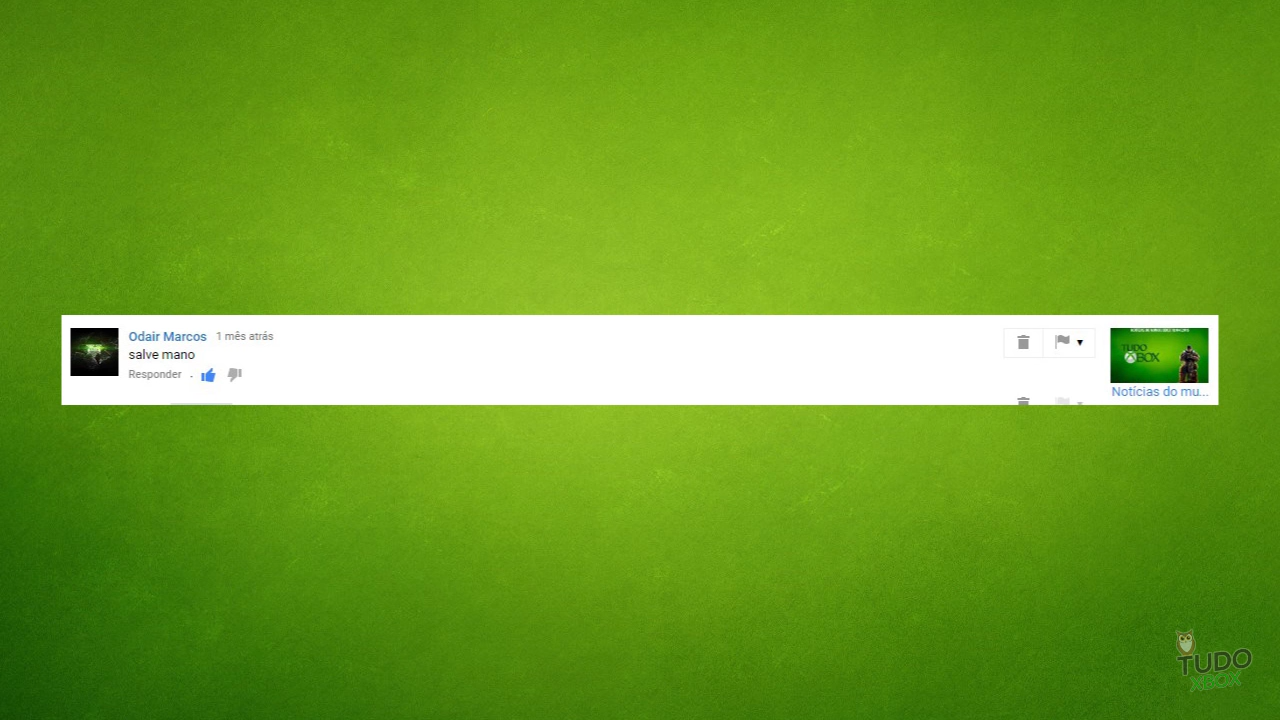 Odair Marcos 1 mês atrás
salve mano
Responder
TUDO
XBOX
Notícias do mu...
TUDO
XBOX